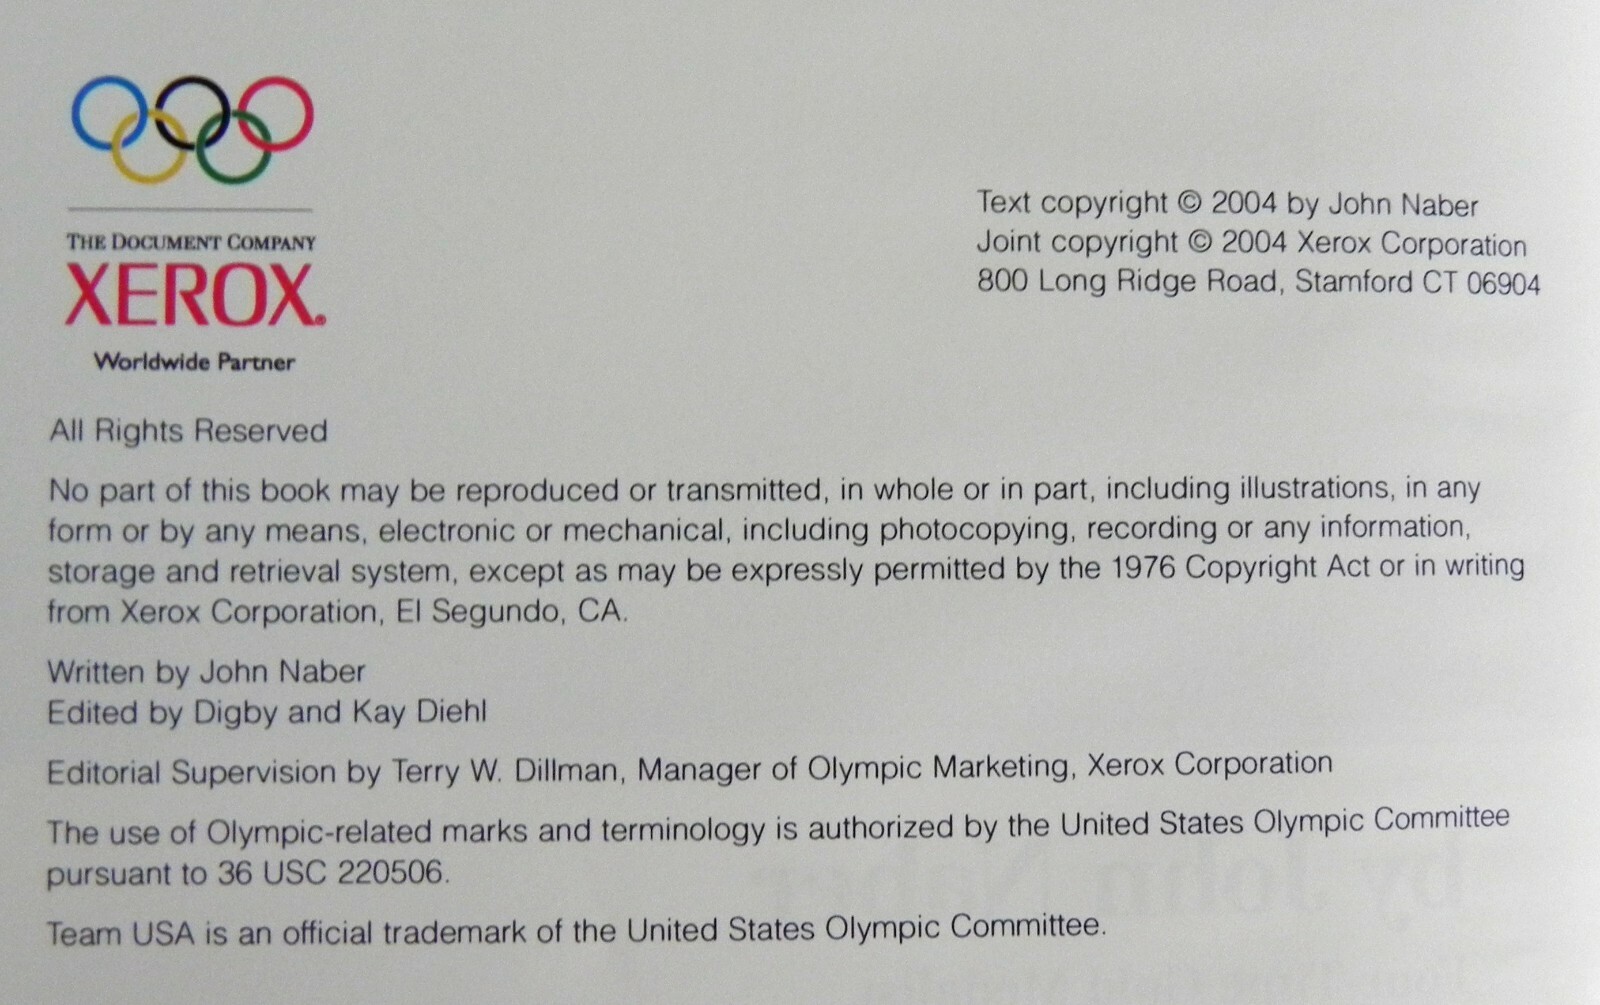 THE DOCUMENT COMPANY
XEROX®
Worldwide Partner
Text copyright © 2004 by John Naber
Joint copyright © 2004 Xerox Corporation
800 Long Ridge Road, Stamford CT 06904
All Rights Reserved
No part of this book may be reproduced or transmitted, in whole or in part, including illustrations, in any
form or by any means, electronic or mechanical, including photocopying, recording or any information,
storage and retrieval system, except as may be expressly permitted by the 1976 Copyright Act or in writing
from Xerox Corporation, El Segundo, CA.
Written by John Naber
Edited by Digby and Kay Diehl
Editorial Supervision by Terry W. Dillman, Manager of Olympic Marketing, Xerox Corporation
The use of Olympic-related marks and terminology is authorized by the United States Olympic Committee
pursuant to 36 USC 220506.
Team USA is an official trademark of the United States Olympic Committee.
by John Naber